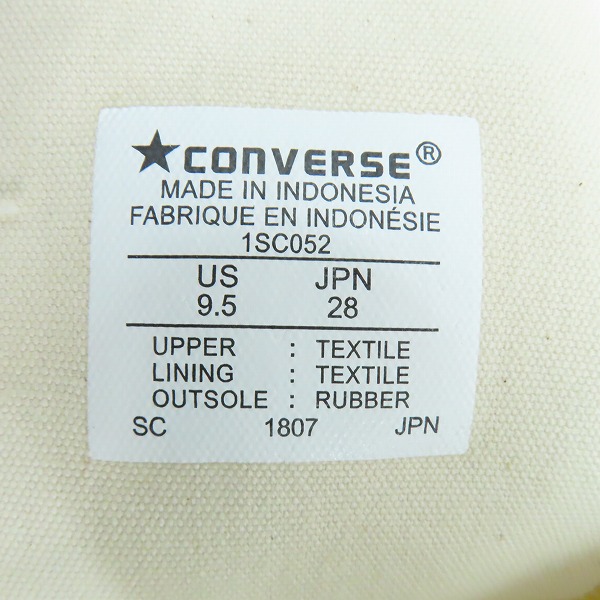 ★CONVERSE®
MADE IN INDONESIA
FABRIQUE EN INDONÉSIE
1SC052
US JPN
9.5 28
UPPER : TEXTILE
LINING : TEXTILE
OUTSOLE : RUBBER
SC 1807 JPN